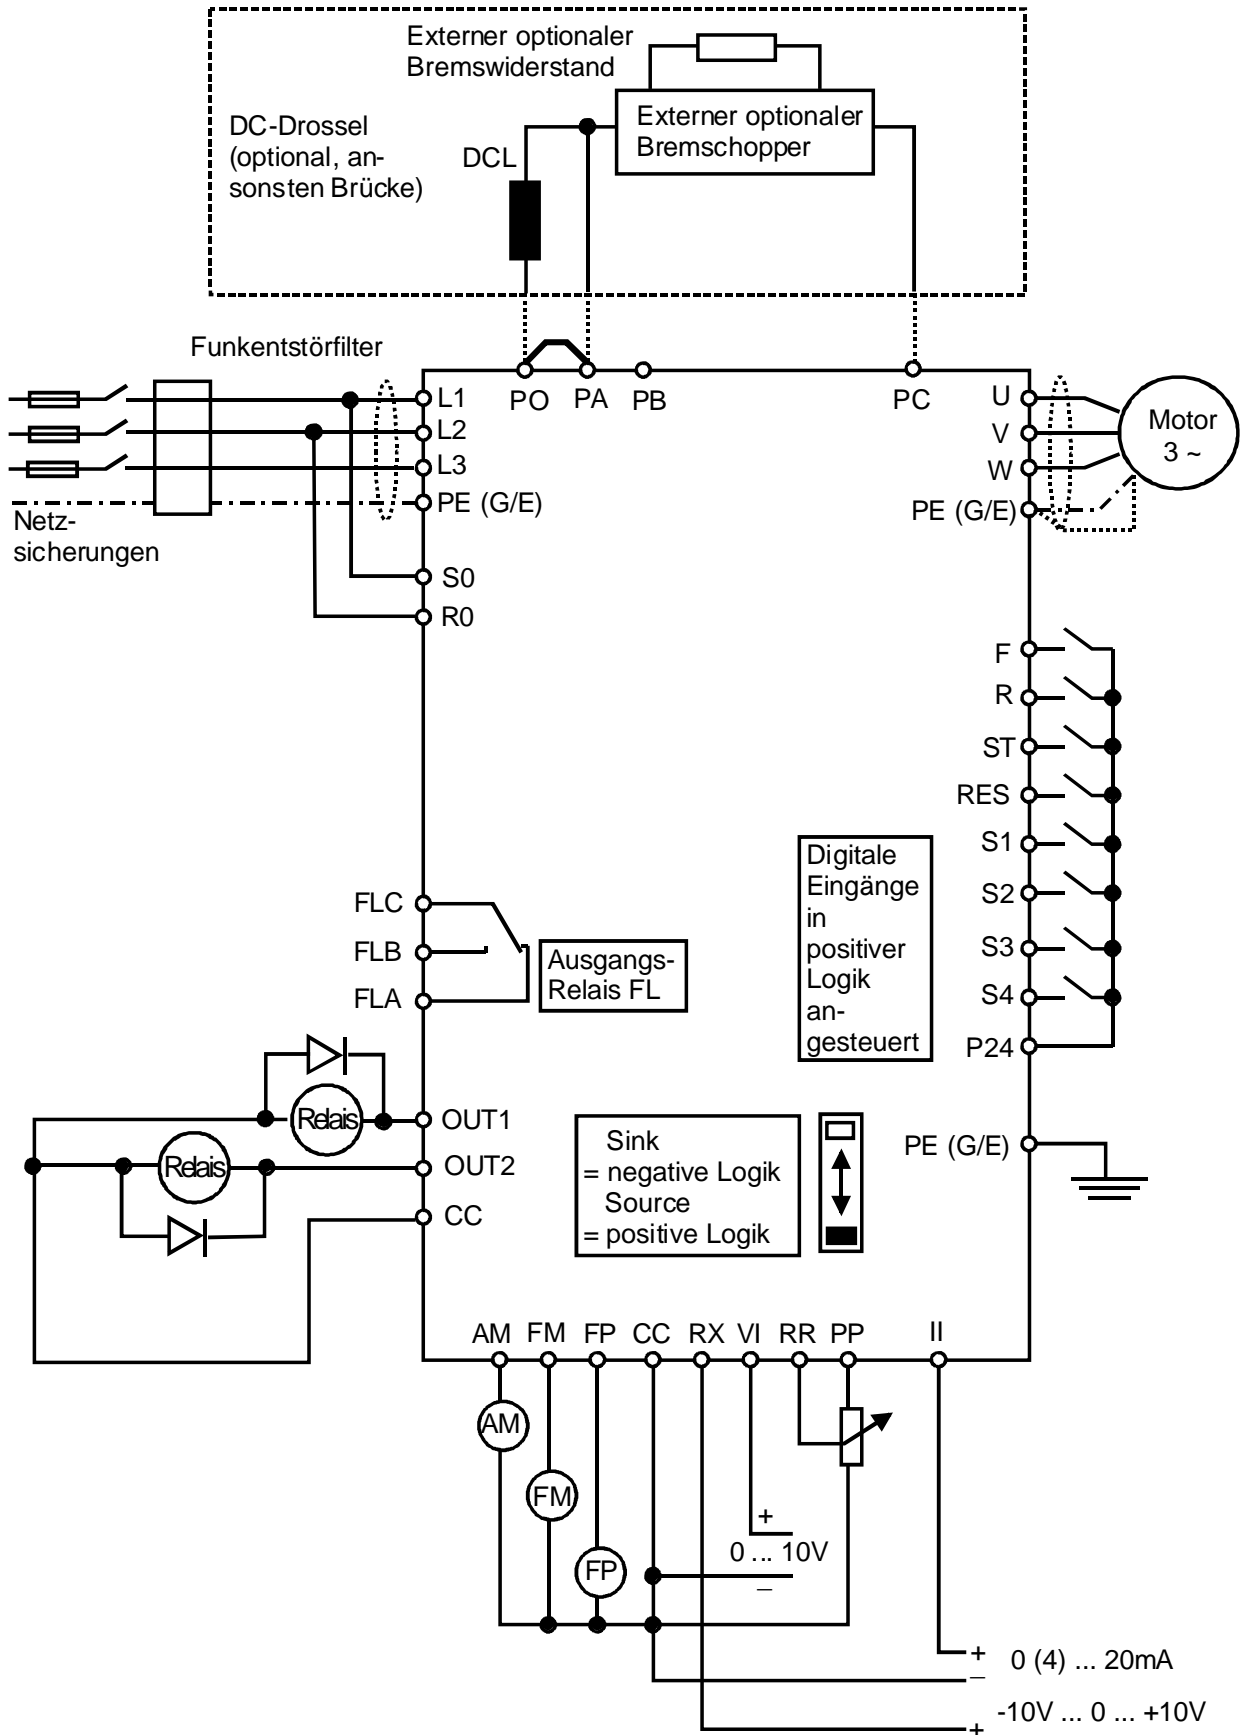 Externer optionaler
Bremswiderstand
Externer optionaler
Bremschopper
DC-Drossel
(optional, an-
sonsten Brücke)
DCL
Funkentstörfilter
PO PA PB PC
L1
L2
L3
PE (G/E)
Netz-
sicherungen
S0
R0
U
V
W
PE (G/E)
Motor
3 ~
F
R
ST
RES
S1
S2
S3
S4
P24
PE (G/E)
Digitale
Eingänge
in
positiver
Logik
an-
gesteuert
FLC
FLB
FLA
Ausgangs-
Relais FL
Relais
OUT1
Relais
OUT2
CC
Sink
= negative Logik
Source
= positive Logik
AM FM FP CC RX VI RR PP II
AM
FM
FP
+
0 ... 10V
–
+
0 (4) ... 20mA
–
-10V ... 0 ... +10V
+